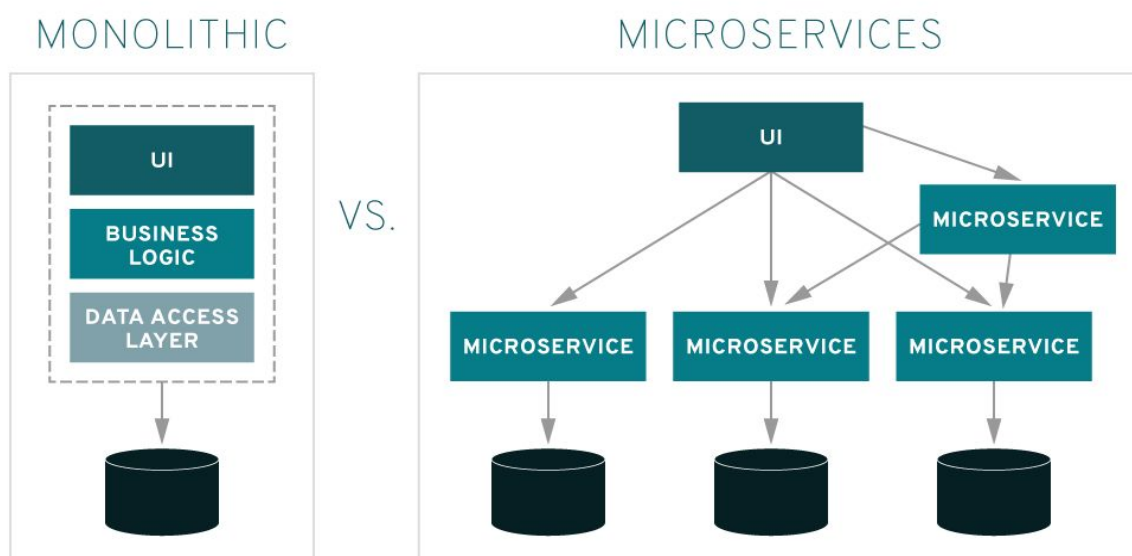 MONOLITHIC
MICROSERVICES
UI
BUSINESS
LOGIC
DATA ACCESS
LAYER
VS.
UI
MICROSERVICE
MICROSERVICE
MICROSERVICE
MICROSERVICE